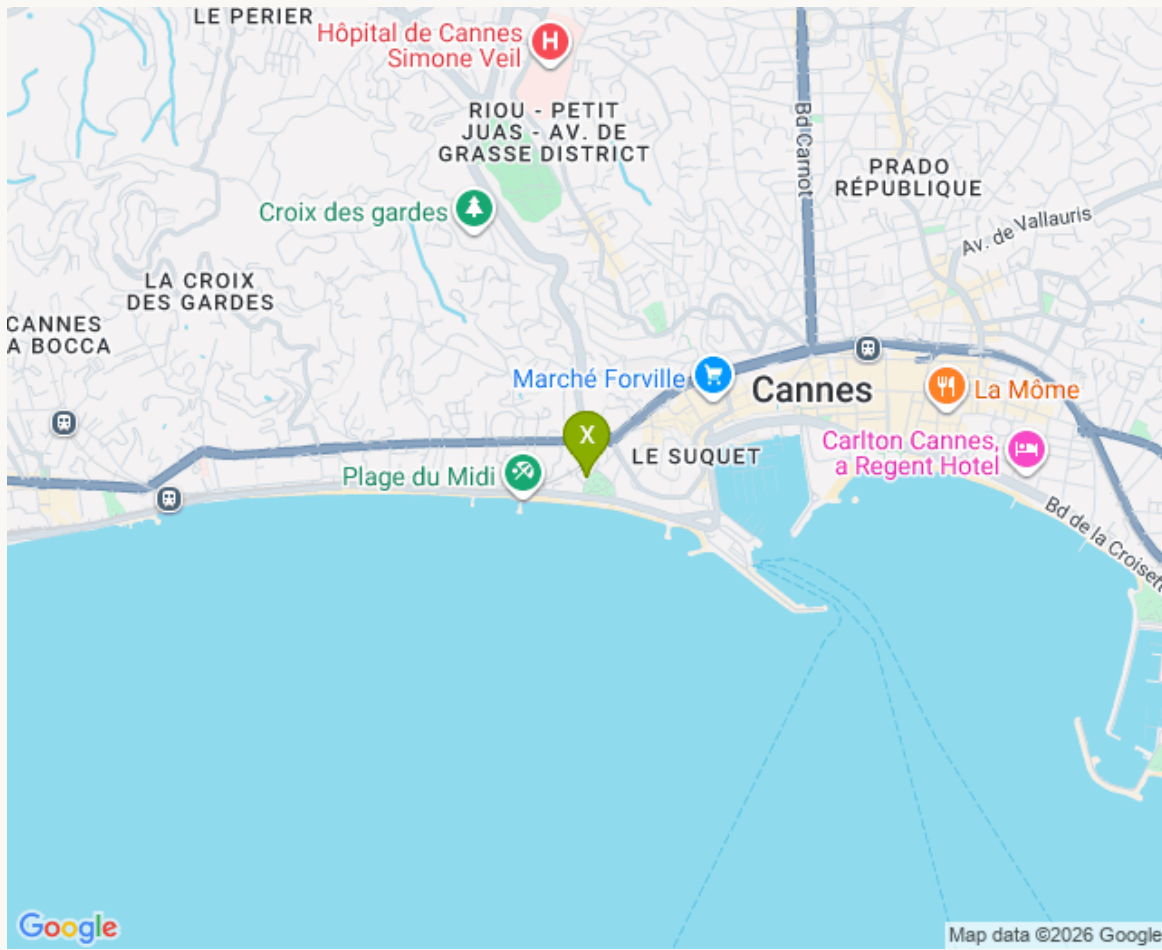 LE PERIER
Hôpital de Cannes
Simone Veil
H
RIOU - PETIT
JUAS - AV. DE
GRASSE DISTRICT
Bd Carnot
PRADO
RÉPUBLIQUE
Croix des gardes
Av. de Vallauris
LA CROIX
DES GARDES
CANNES
A BOCCA
Marché Forville
Cannes
La Môme
X
LE SUQUET
Carlton Cannes,
a Regent Hotel
Plage du Midi
Bd de la Croisett
Google
Map data ©2026 Google